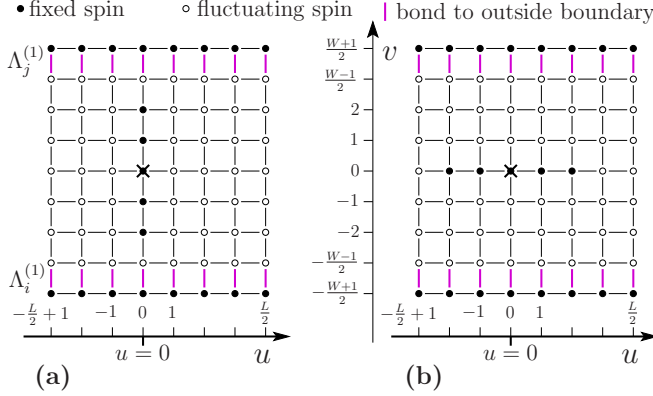 fixed spin fluctuating spin bond to outside boundary
Λ_j^(1) W+1/2 v
W−1/2
2
1
0
−1
−2
−W−1/2
Λ_i^(1) −W+1/2
−L/2 + 1 −1 0 1 L/2 −L/2 + 1 −1 0 1 L/2
u = 0 u u = 0 u
(a) (b)